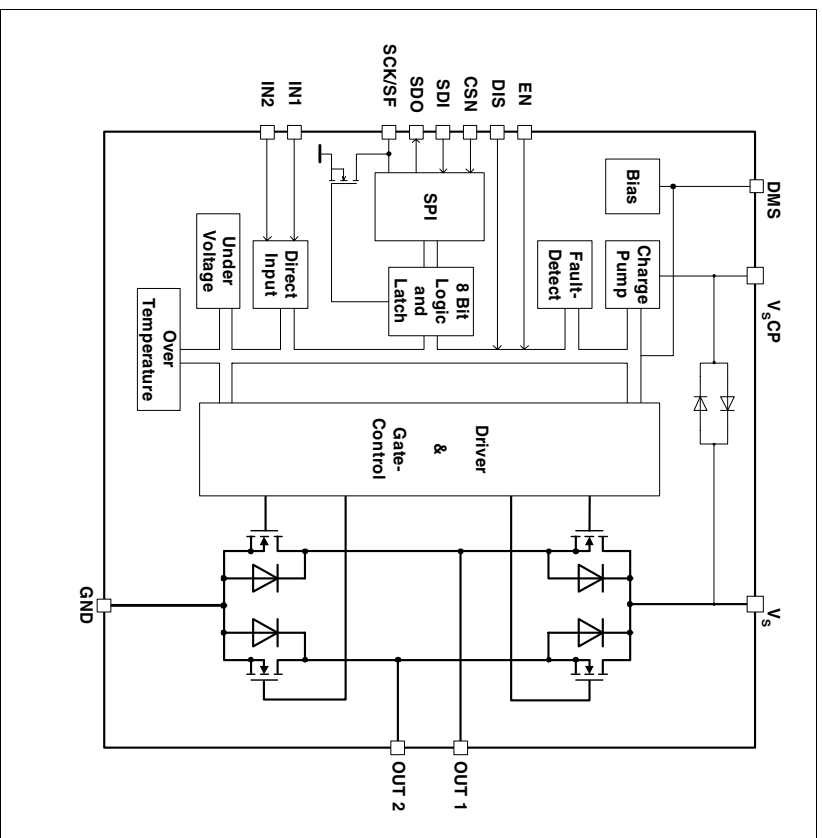 DMS
VSCP
VS
Bias
Charge
Pump
Fault-
Detect
EN
DIS
CSN
SDI
SDO
SCK/SF
SPI
8 Bit
Logic
and
Latch
IN1
IN2
Direct
Input
Under
Voltage
Over
Temperature
Driver
&
Gate-
Control
OUT 1
OUT 2
GND